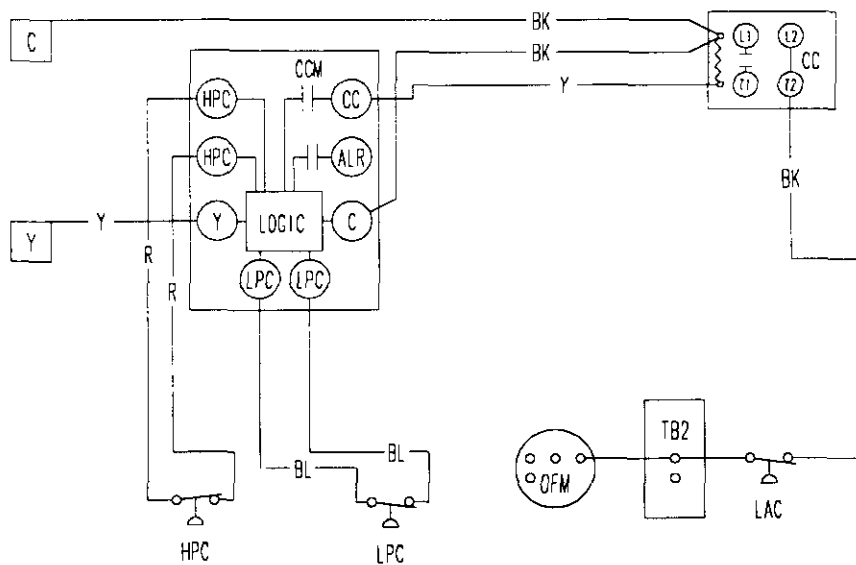 C
BK
BK
Y
L1
L2
CC
T1
T2
CCM
HPC
CC
HPC
ALR
Y
Y
Y
LOGIC
C
BK
R
R
LPC
LPC
BL
BL
HPC
LPC
OFM
TB2
LAC